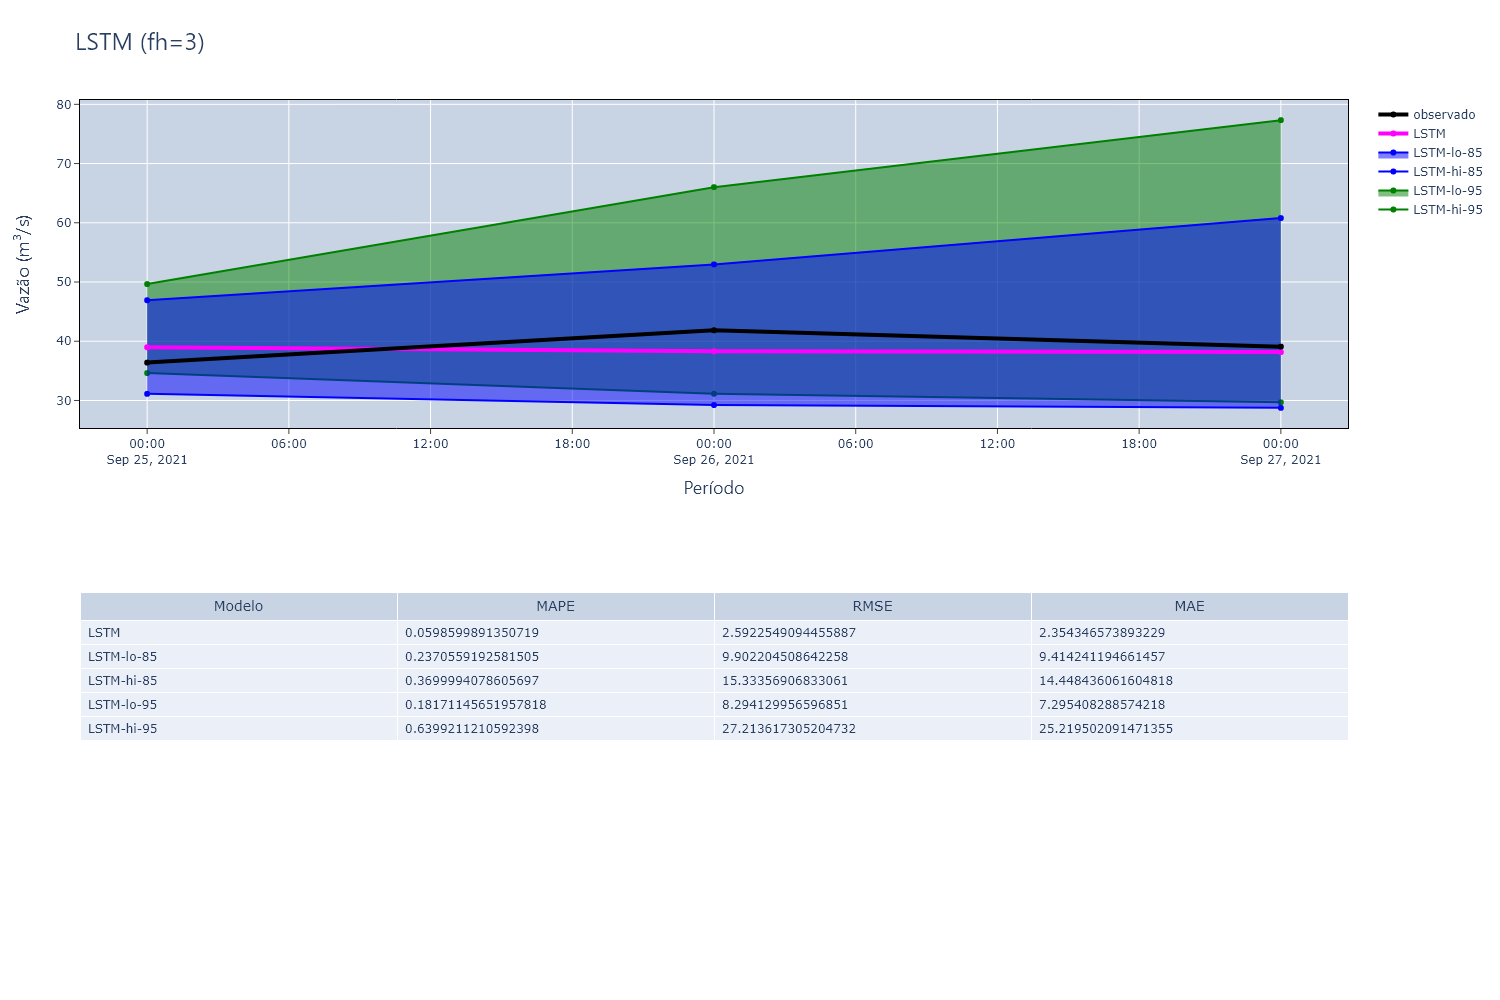 LSTM (fh=3)
80
70
60
50
40
30
Vazão (m³/s)
00:00 06:00 12:00 18:00 00:00 06:00 12:00 18:00 00:00
Sep 25, 2021 Sep 26, 2021 Sep 27, 2021
Período
observado
LSTM
LSTM-lo-85
LSTM-hi-85
LSTM-lo-95
LSTM-hi-95
Modelo MAPE RMSE MAE
LSTM 0.0598599891350719 2.5922549094455887 2.354346573893229
LSTM-lo-85 0.2370559192581505 9.902204508642258 9.414241194661457
LSTM-hi-85 0.3699994078605697 15.33356906833061 14.448436061604818
LSTM-lo-95 0.18171145651957818 8.294129956596851 7.295408288574218
LSTM-hi-95 0.6399211210592398 27.213617305204732 25.219502091471355